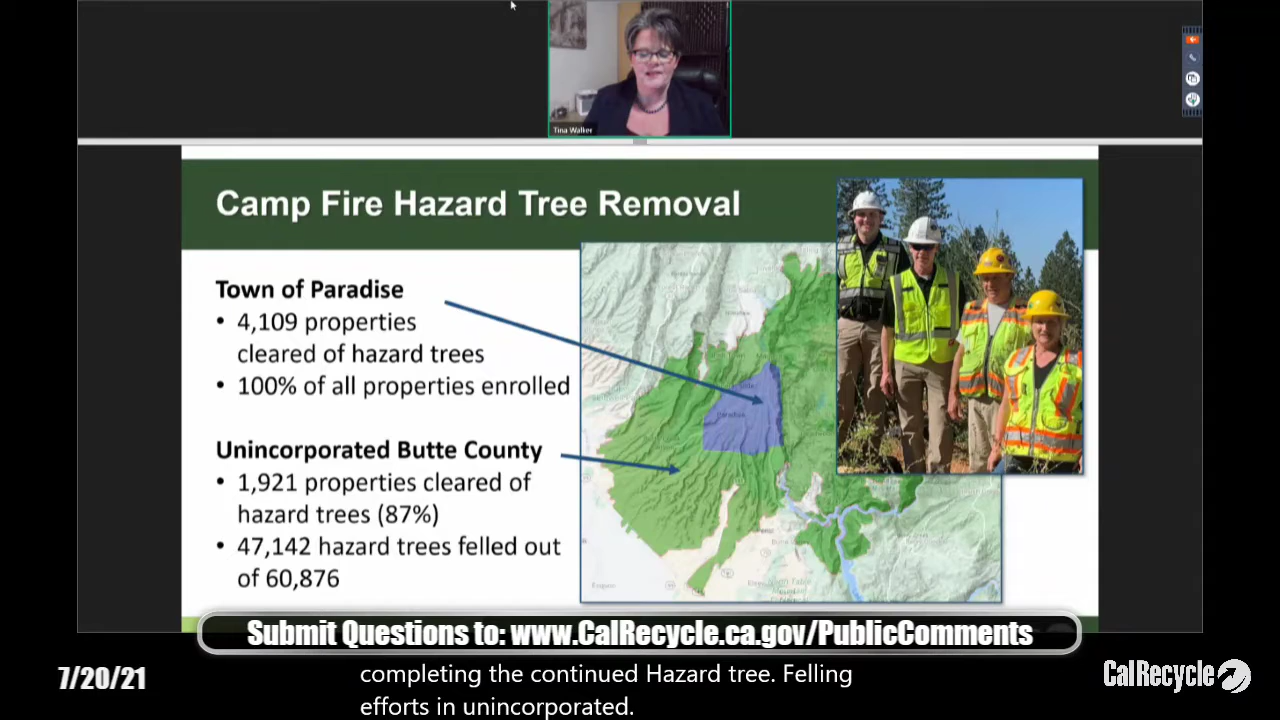 Tina Walker
Camp Fire Hazard Tree Removal
Town of Paradise
• 4,109 properties
cleared of hazard trees
• 100% of all properties enrolled
Unincorporated Butte County
• 1,921 properties cleared of
hazard trees (87%)
• 47,142 hazard trees felled out
of 60,876
Paradise
Submit Questions to: www.CalRecycle.ca.gov/PublicComments
7/20/21
completing the continued Hazard tree. Felling
efforts in unincorporated.
CalRecycle